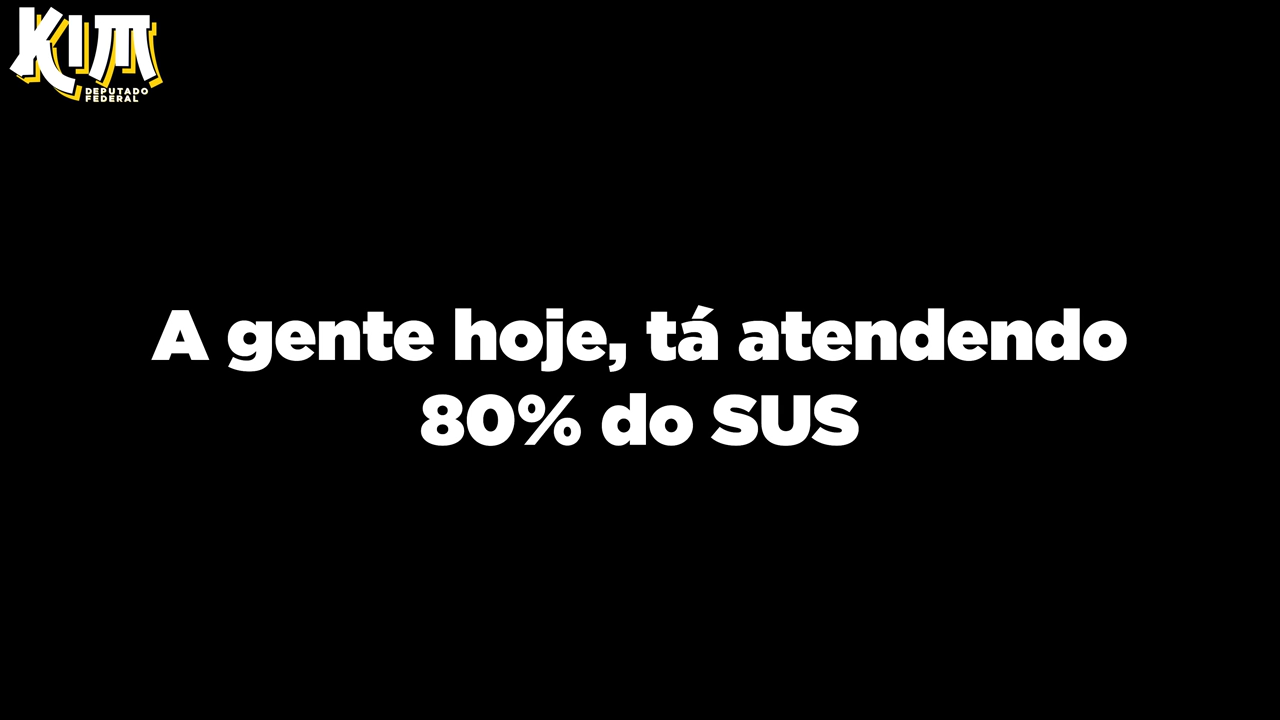 KIM
DEPUTADO
FEDERAL
A gente hoje, tá atendendo
80% do SUS